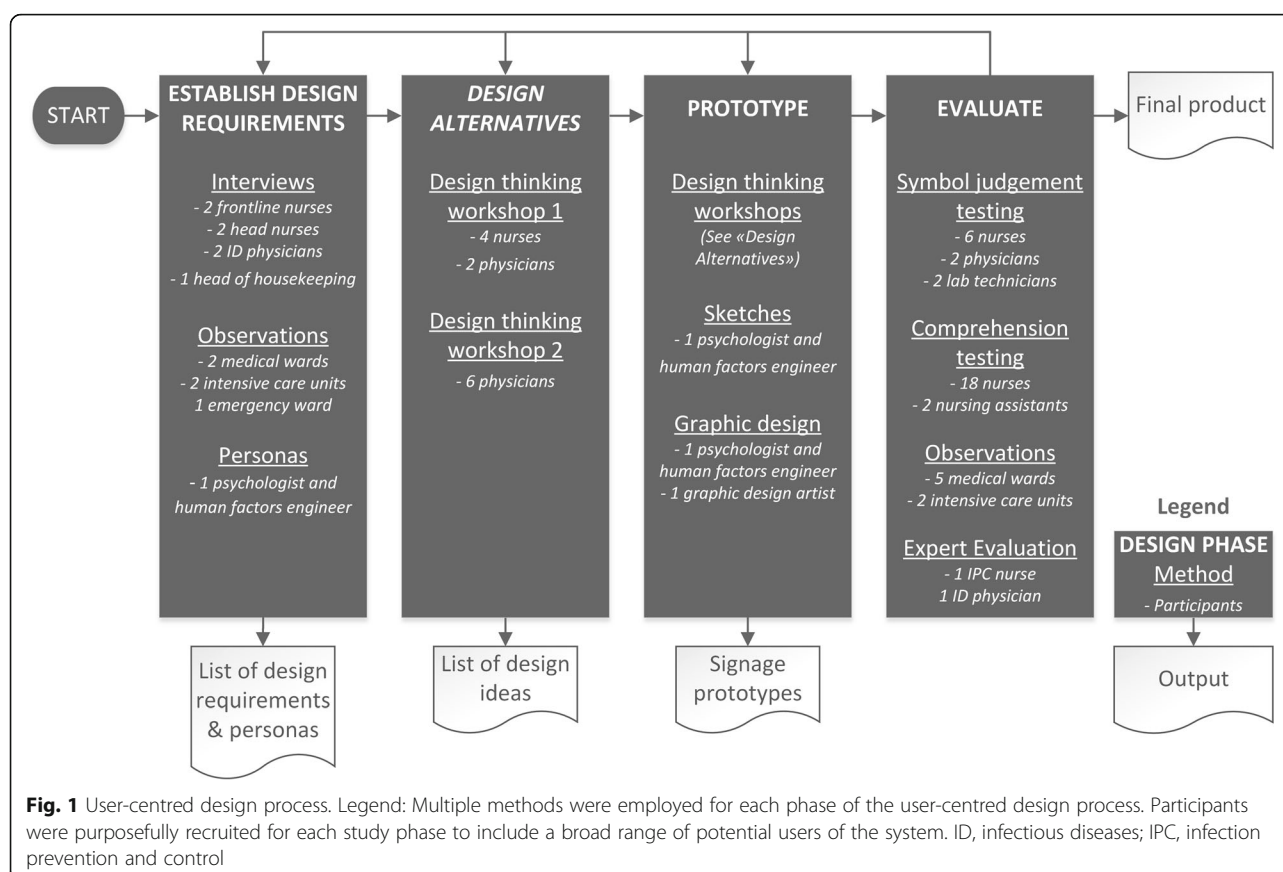 START
ESTABLISH DESIGN
REQUIREMENTS
Interviews
- 2 frontline nurses
- 2 head nurses
- 2 ID physicians
- 1 head of housekeeping
Observations
- 2 medical wards
- 2 intensive care units
1 emergency ward
Personas
- 1 psychologist and
human factors engineer
List of design
requirements
& personas
DESIGN
ALTERNATIVES
Design thinking
workshop 1
- 4 nurses
- 2 physicians
Design thinking
workshop 2
- 6 physicians
List of design
ideas
PROTOTYPE
Design thinking
workshops
(See «Design
Alternatives»)
Sketches
- 1 psychologist and
human factors engineer
Graphic design
- 1 psychologist and
human factors engineer
- 1 graphic design artist
Signage
prototypes
EVALUATE
Symbol judgement
testing
- 6 nurses
- 2 physicians
- 2 lab technicians
Comprehension
testing
- 18 nurses
- 2 nursing assistants
Observations
- 5 medical wards
- 2 intensive care units
Expert Evaluation
- 1 IPC nurse
1 ID physician
Final product
Legend
DESIGN PHASE
Method
- Participants
Output
Fig. 1 User-centred design process. Legend: Multiple methods were employed for each phase of the user-centred design process. Participants
were purposefully recruited for each study phase to include a broad range of potential users of the system. ID, infectious diseases; IPC, infection
prevention and control